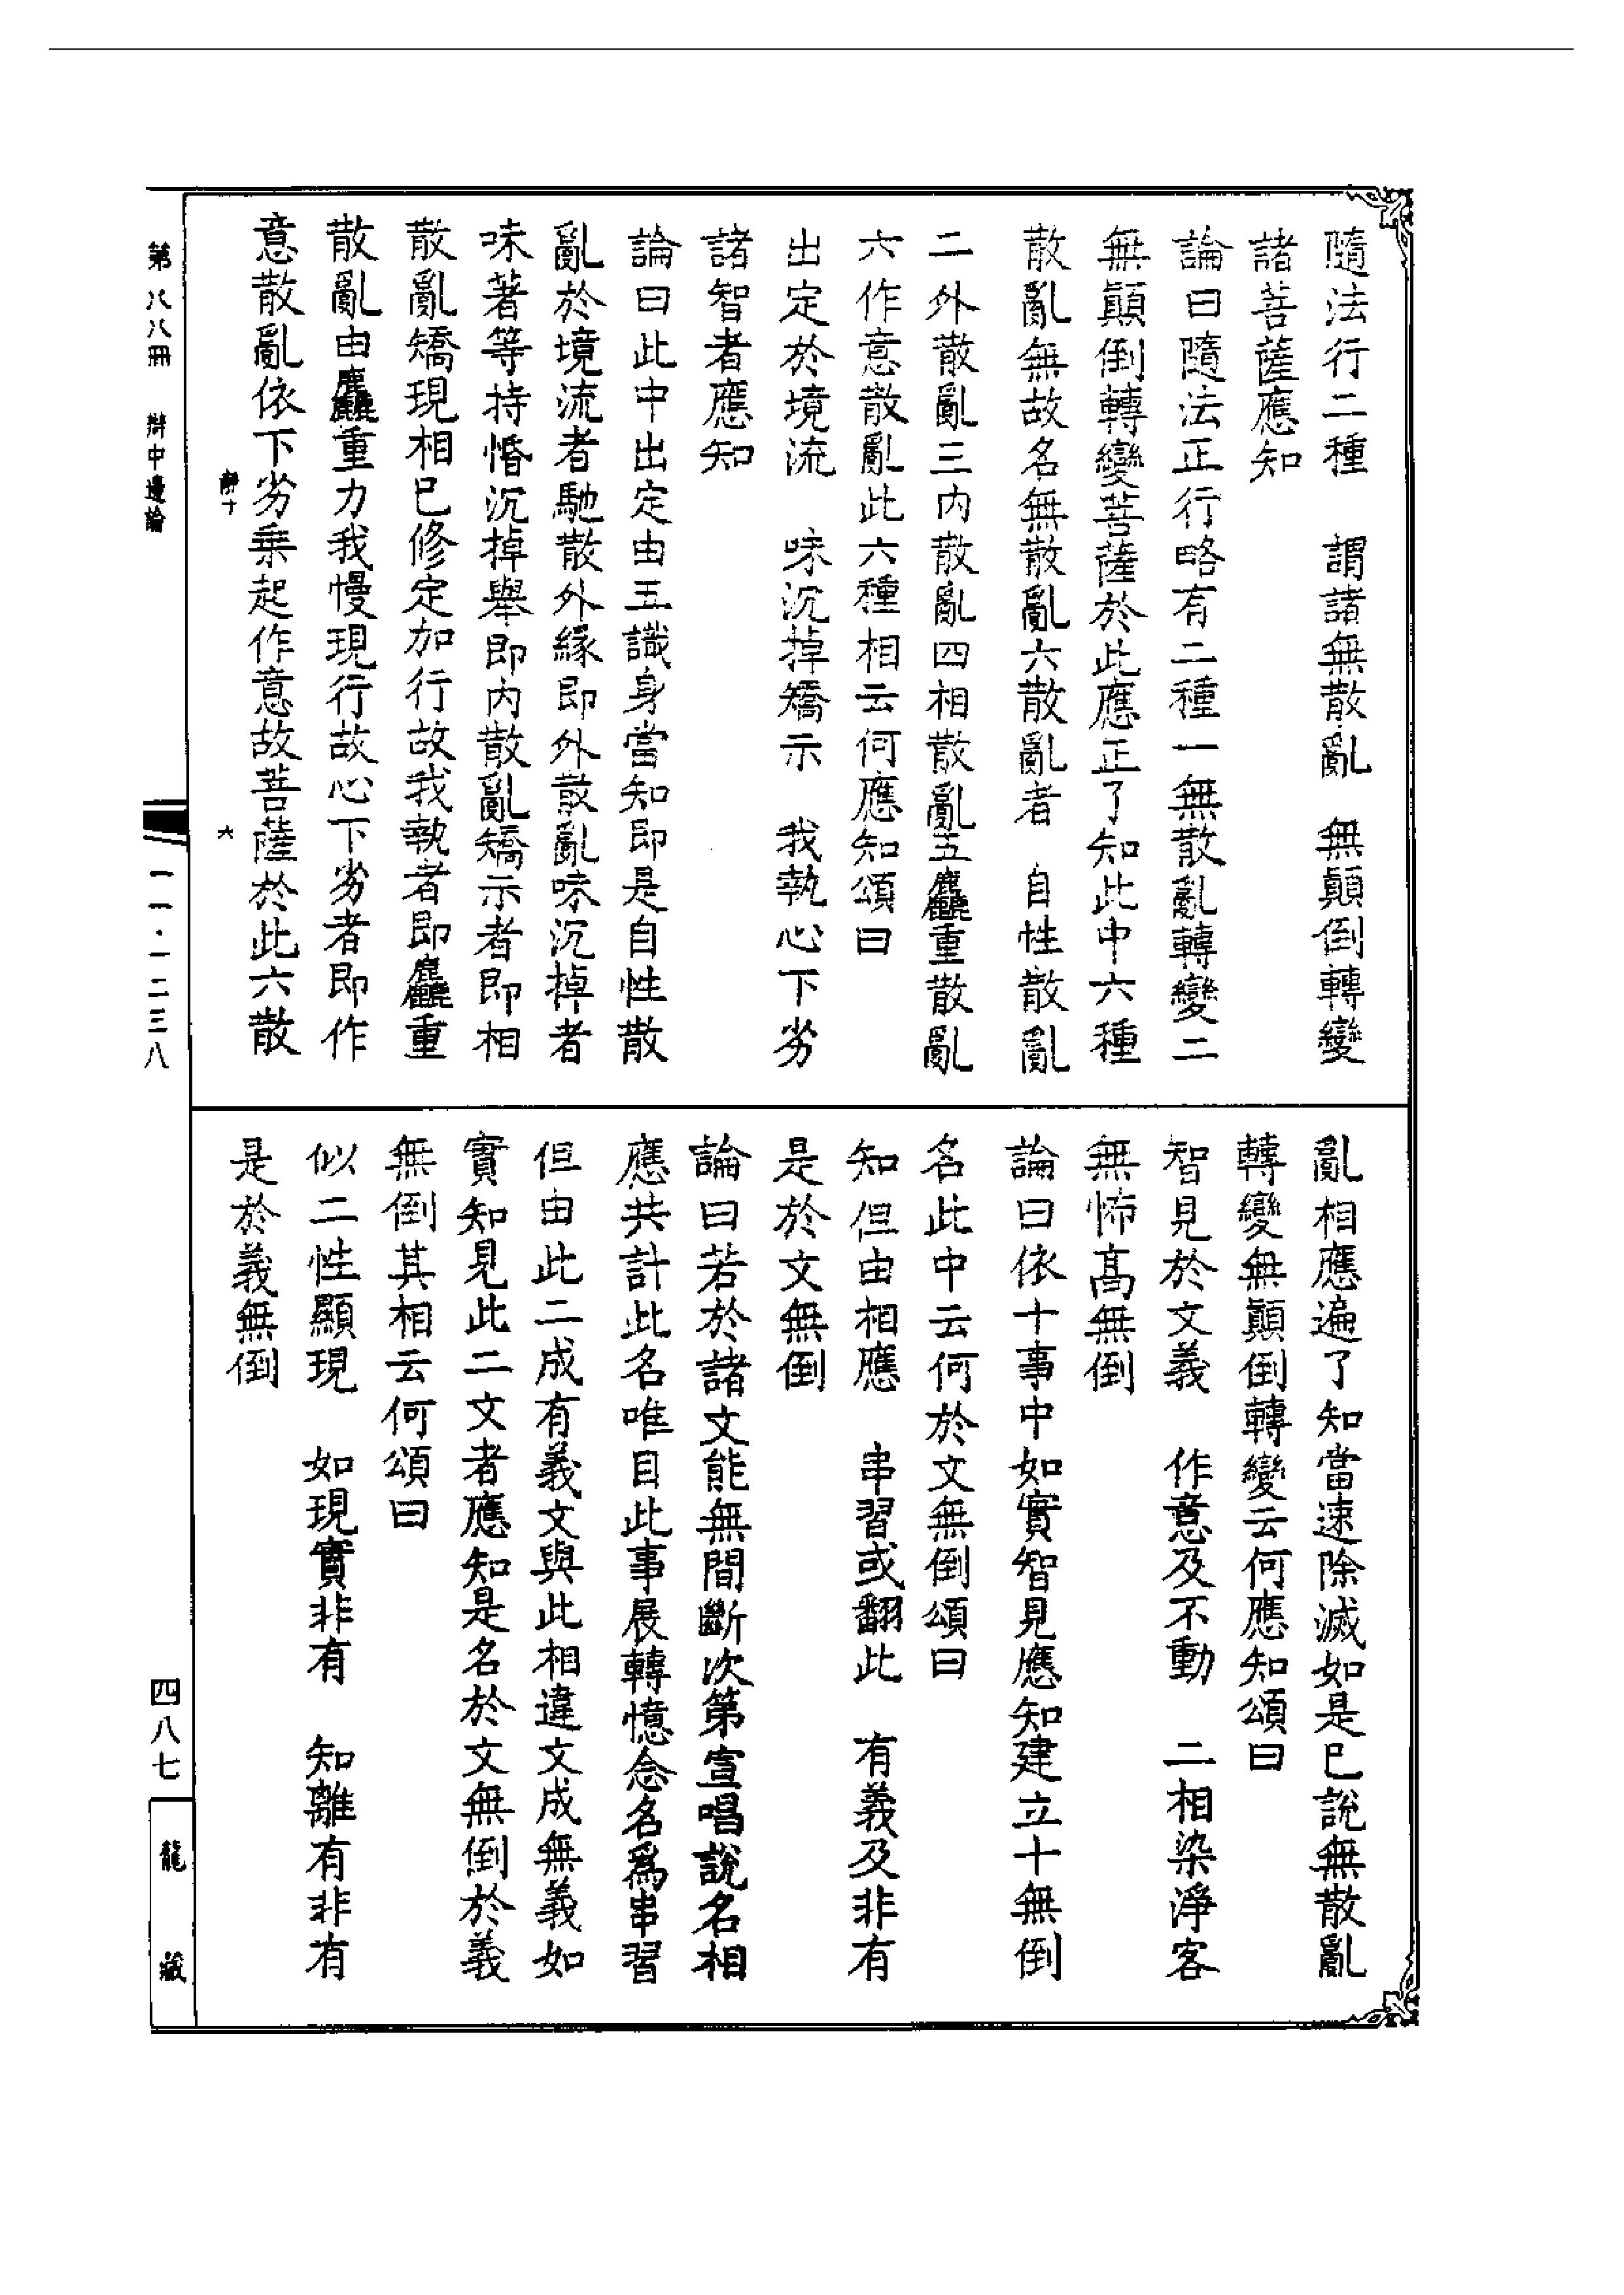 隨法行二種　謂諸無散亂　無顛倒轉變
諸菩薩應知
論曰隨法正行略有二種一無散亂轉變二
無顛倒轉變菩薩於此應正了知此中六種
散亂無故名無散亂六散亂者　自性散亂
二外散亂三內散亂四相散亂五麤重散亂
六作意散亂此六種相云何應知頌曰
出定於境流　味沉掉矯示　我執心下劣
諸智者應知
論曰此中出定由五識身當知即是自性散
亂於境流者馳散外緣即外散亂味沉掉者
味著等持惛沉掉舉即內散亂矯示者即相
散亂矯現相已修定加行故我執者即麤重
散亂由麤重力我慢現行故心下劣者即作
意散亂依下劣乗起作意故菩薩於此六散
亂相應遍了知當速除滅如是已說無散亂
轉變無顛倒轉變云何應知頌曰
智見於文義　作意及不動　二相染淨客
無怖高無倒
論曰依十事中如實智見應知建立十無倒
名此中云何於文無倒頌曰
知但由相應　串習或翻此　有義及非有
是於文無倒
論曰若於諸文能無間斷次第宣唱說名相
應共計此名唯目此事展轉憶念名爲串習
但由此二成有義文與此相違文成無義如
實知見此二文者應知是名於文無倒於義
無倒其相云何頌曰
似二性顯現　如現實非有　知離有非有
是於義無倒
靜十
六
第八八冊　辯中邊論
一一一·一二三八
四八七
龍藏